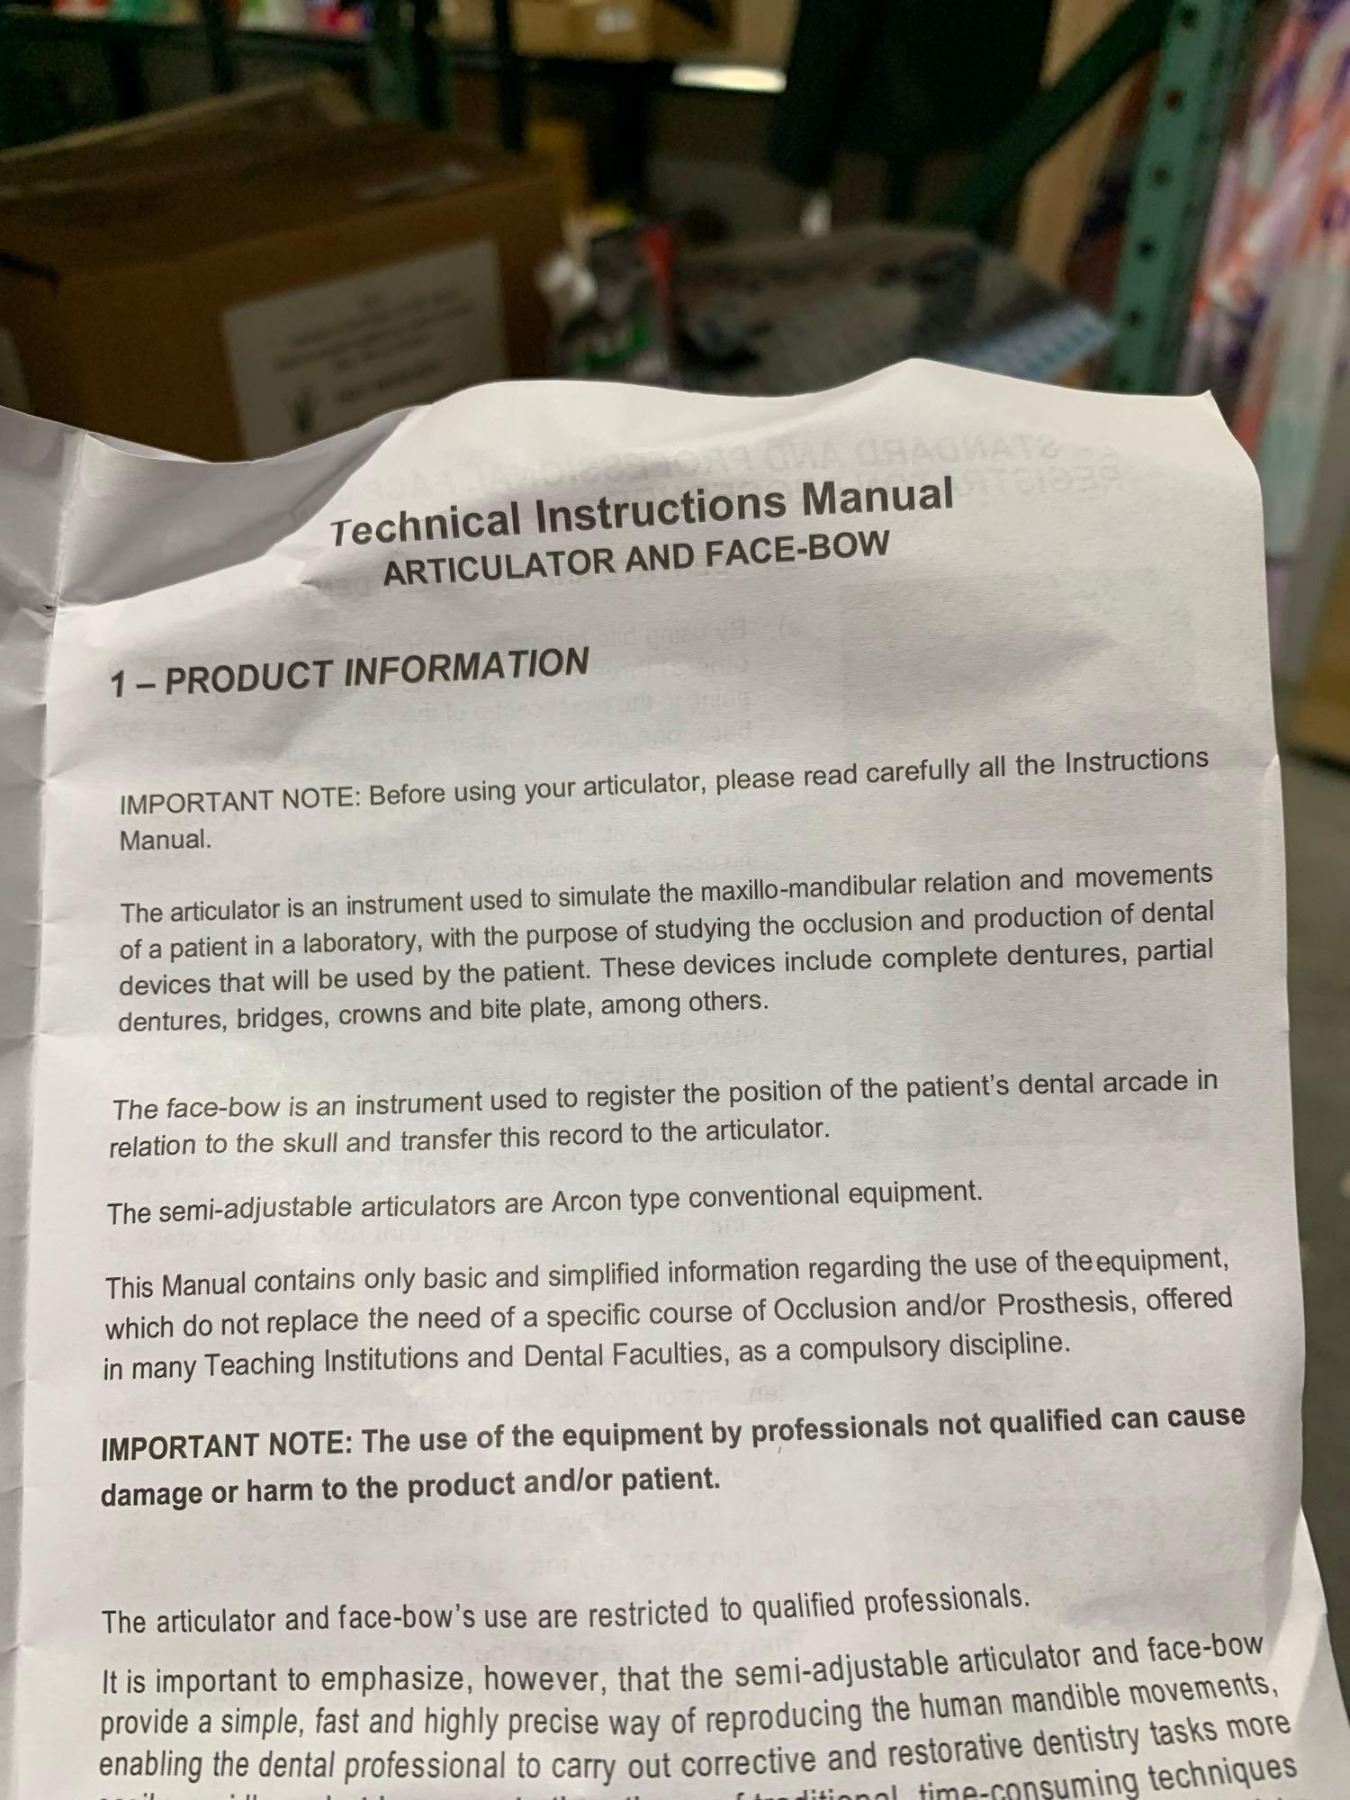 Technical Instructions Manual
ARTICULATOR AND FACE-BOW
1 – PRODUCT INFORMATION
IMPORTANT NOTE: Before using your articulator, please read carefully all the Instructions
Manual.
The articulator is an instrument used to simulate the maxillo-mandibular relation and movements
of a patient in a laboratory, with the purpose of studying the occlusion and production of dental
devices that will be used by the patient. These devices include complete dentures, partial
dentures, bridges, crowns and bite plate, among others.
The face-bow is an instrument used to register the position of the patient's dental arcade in
relation to the skull and transfer this record to the articulator.
The semi-adjustable articulators are Arcon type conventional equipment.
This Manual contains only basic and simplified information regarding the use of the equipment,
which do not replace the need of a specific course of Occlusion and/or Prosthesis, offered
in many Teaching Institutions and Dental Faculties, as a compulsory discipline.
IMPORTANT NOTE: The use of the equipment by professionals not qualified can cause
damage or harm to the product and/or patient.
The articulator and face-bow's use are restricted to qualified professionals.
It is important to emphasize, however, that the semi-adjustable articulator and face-bow
provide a simple, fast and highly precise way of reproducing the human mandible movements,
enabling the dental professional to carry out corrective and restorative dentistry tasks more
time-consuming techniques